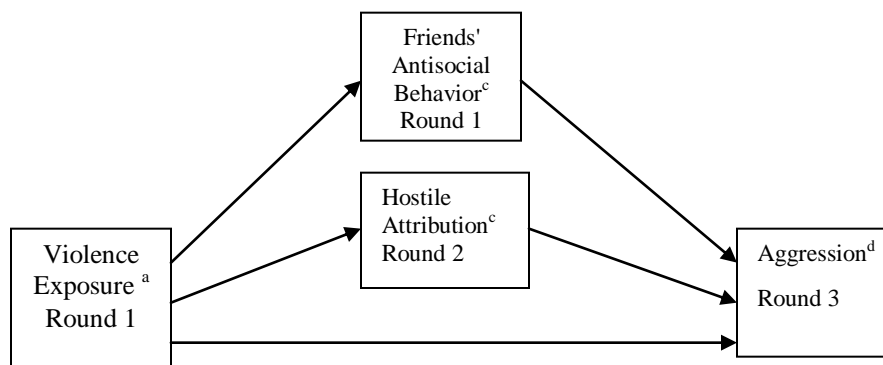 Friends'
Antisocial
Behavior^c
Round 1
Hostile
Attribution^c
Round 2
Violence
Exposure ^a
Round 1
Aggression^d
Round 3